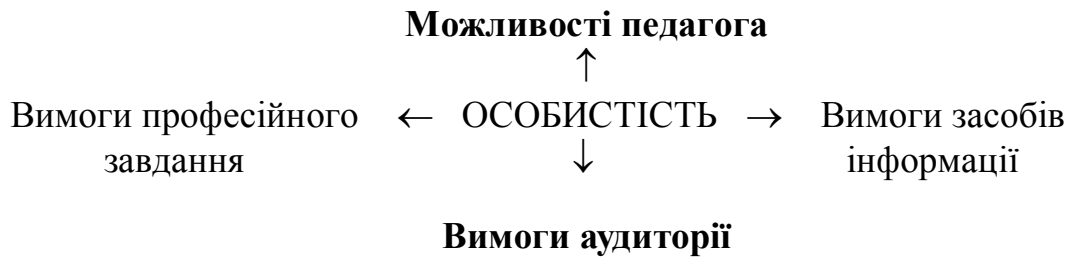 Можливості педагога
↑
Вимоги професійного ← ОСОБИСТІСТЬ → Вимоги засобів
завдання ↓ інформації
Вимоги аудиторії